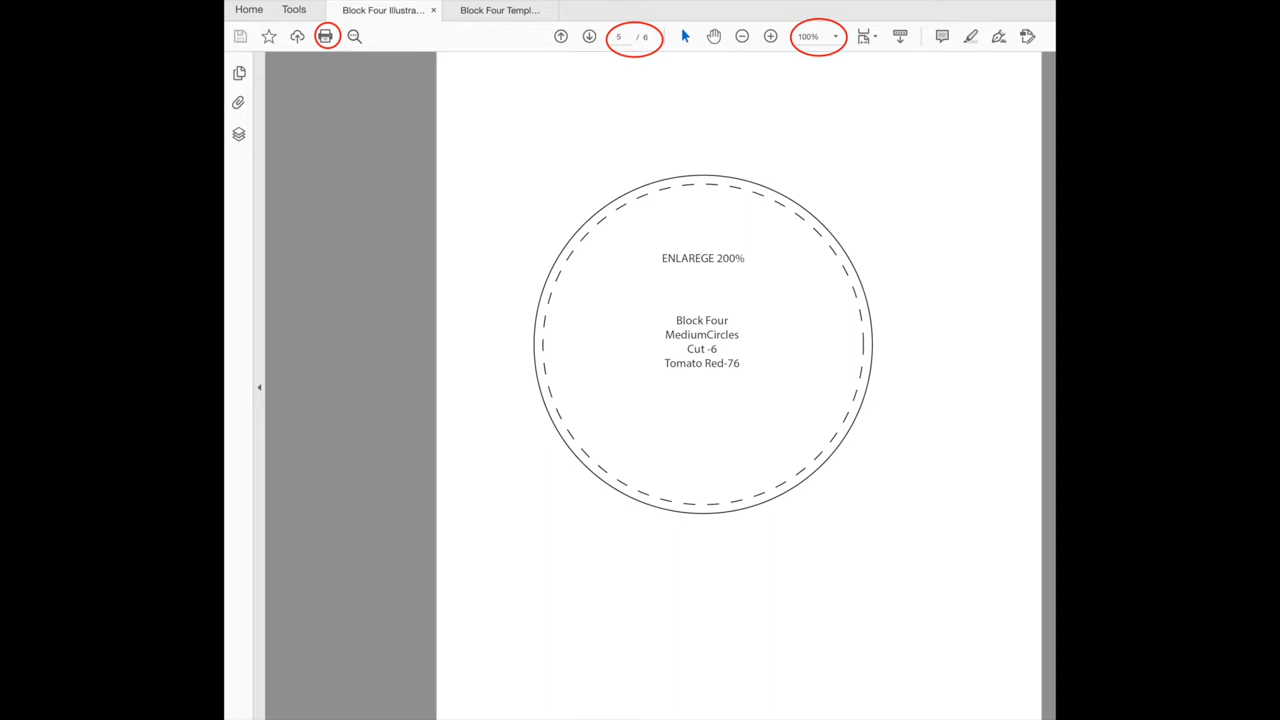 Home Tools Block Four Illustra... × Block Four Templ...
5 / 6 100%
ENLAREGE 200%
Block Four
MediumCircles
Cut -6
Tomato Red-76